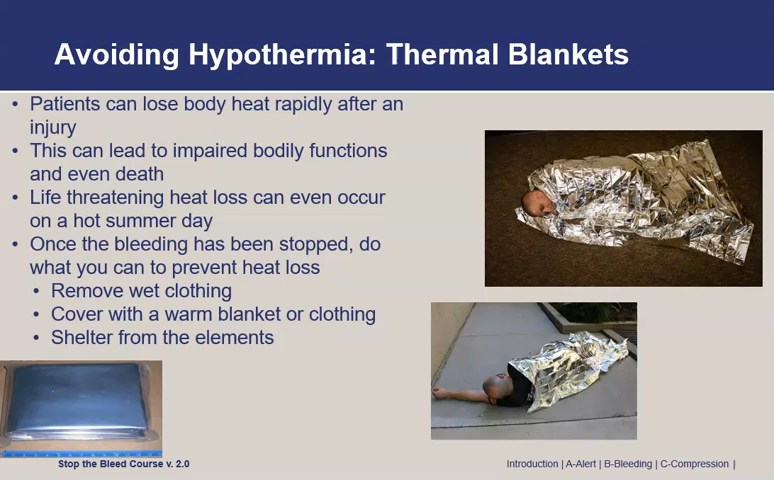 Avoiding Hypothermia: Thermal Blankets
• Patients can lose body heat rapidly after an
injury
• This can lead to impaired bodily functions
and even death
• Life threatening heat loss can even occur
on a hot summer day
• Once the bleeding has been stopped, do
what you can to prevent heat loss
• Remove wet clothing
• Cover with a warm blanket or clothing
• Shelter from the elements
Stop the Bleed Course v. 2.0
Introduction | A-Alert | B-Bleeding | C-Compression |